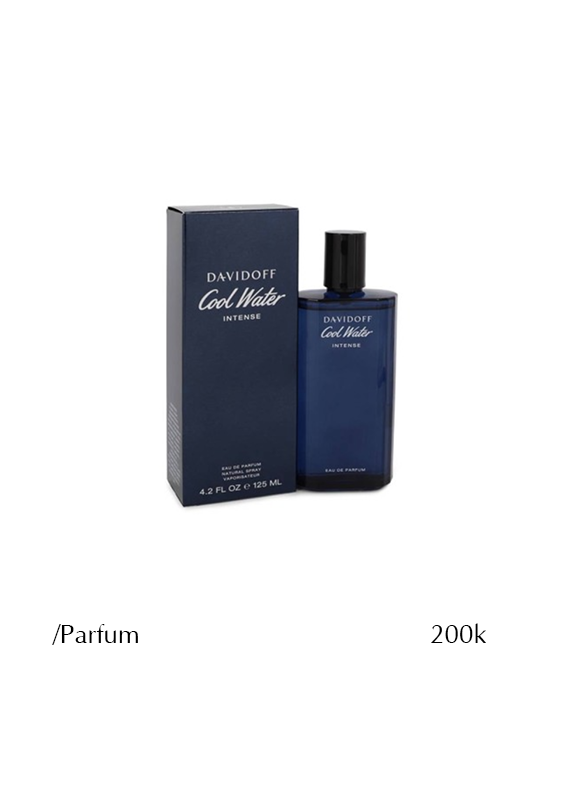 DAVIDOFF
Cool Water
INTENSE
EAU DE PARFUM
NATURAL SPRAY
VAPORISATEUR
4.2 FL OZ ℮ 125 ML
DAVIDOFF
Cool Water
INTENSE
EAU DE PARFUM
/Parfum 200k